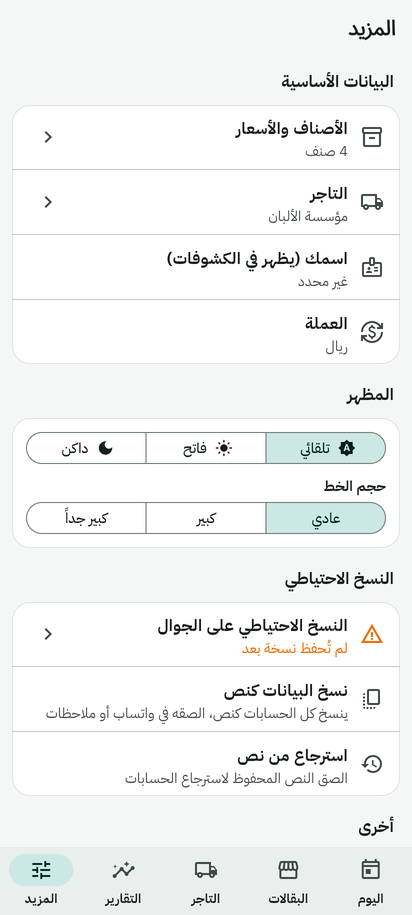 المزيد
البيانات الأساسية
الأصناف والأسعار
4 صنف
التاجر
مؤسسة الألبان
اسمك (يظهر في الكشوفات)
غير محدد
العملة
ريال
المظهر
تلقائي
فاتح
داكن
حجم الخط
عادي
كبير
كبير جداً
النسخ الاحتياطي
النسخ الاحتياطي على الجوال
لم تُحفظ نسخة بعد
نسخ البيانات كنص
ينسخ كل الحسابات كنص، الصقه في واتساب أو ملاحظات
استرجاع من نص
الصق النص المحفوظ لاسترجاع الحسابات
أخرى
اليوم
البقالات
التاجر
التقارير
المزيد